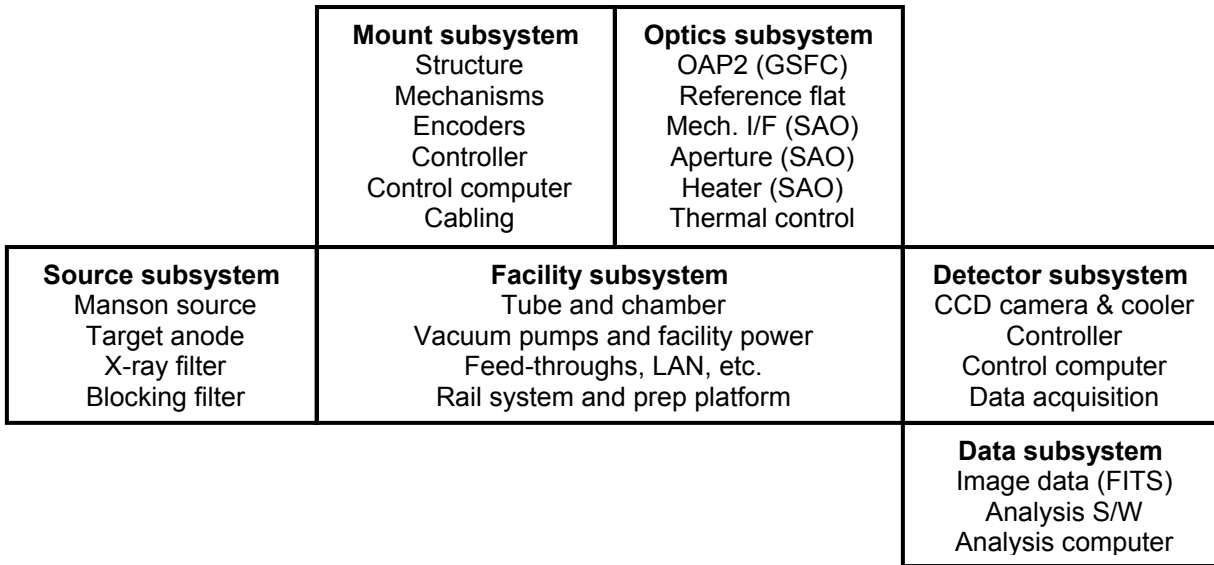 Mount subsystem
Structure
Mechanisms
Encoders
Controller
Control computer
Cabling
Optics subsystem
OAP2 (GSFC)
Reference flat
Mech. I/F (SAO)
Aperture (SAO)
Heater (SAO)
Thermal control
Source subsystem
Manson source
Target anode
X-ray filter
Blocking filter
Facility subsystem
Tube and chamber
Vacuum pumps and facility power
Feed-throughs, LAN, etc.
Rail system and prep platform
Detector subsystem
CCD camera & cooler
Controller
Control computer
Data acquisition
Data subsystem
Image data (FITS)
Analysis S/W
Analysis computer